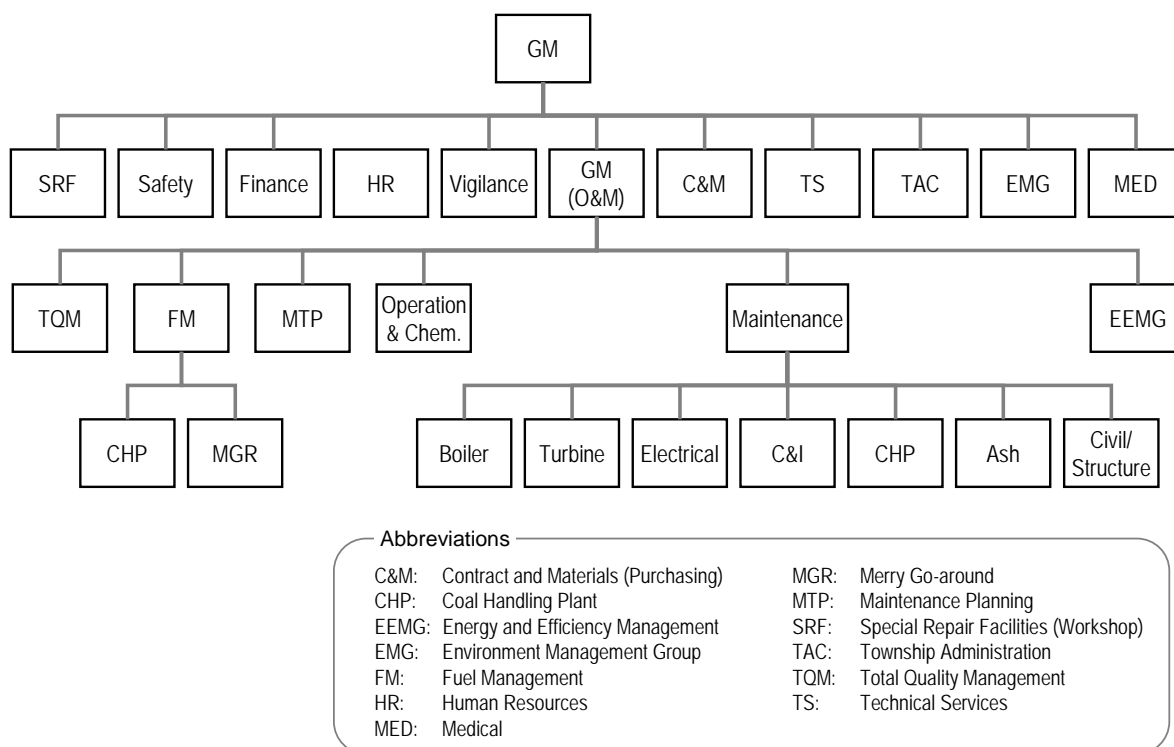 GM
SRF
Safety
Finance
HR
Vigilance
GM
(O&M)
C&M
TS
TAC
EMG
MED
TQM
FM
MTP
Operation
& Chem.
Maintenance
EEMG
CHP
MGR
Boiler
Turbine
Electrical
C&I
CHP
Ash
Civil/
Structure
Abbreviations
C&M: Contract and Materials (Purchasing)
CHP: Coal Handling Plant
EEMG: Energy and Efficiency Management
EMG: Environment Management Group
FM: Fuel Management
HR: Human Resources
MED: Medical
MGR: Merry Go-around
MTP: Maintenance Planning
SRF: Special Repair Facilities (Workshop)
TAC: Township Administration
TQM: Total Quality Management
TS: Technical Services